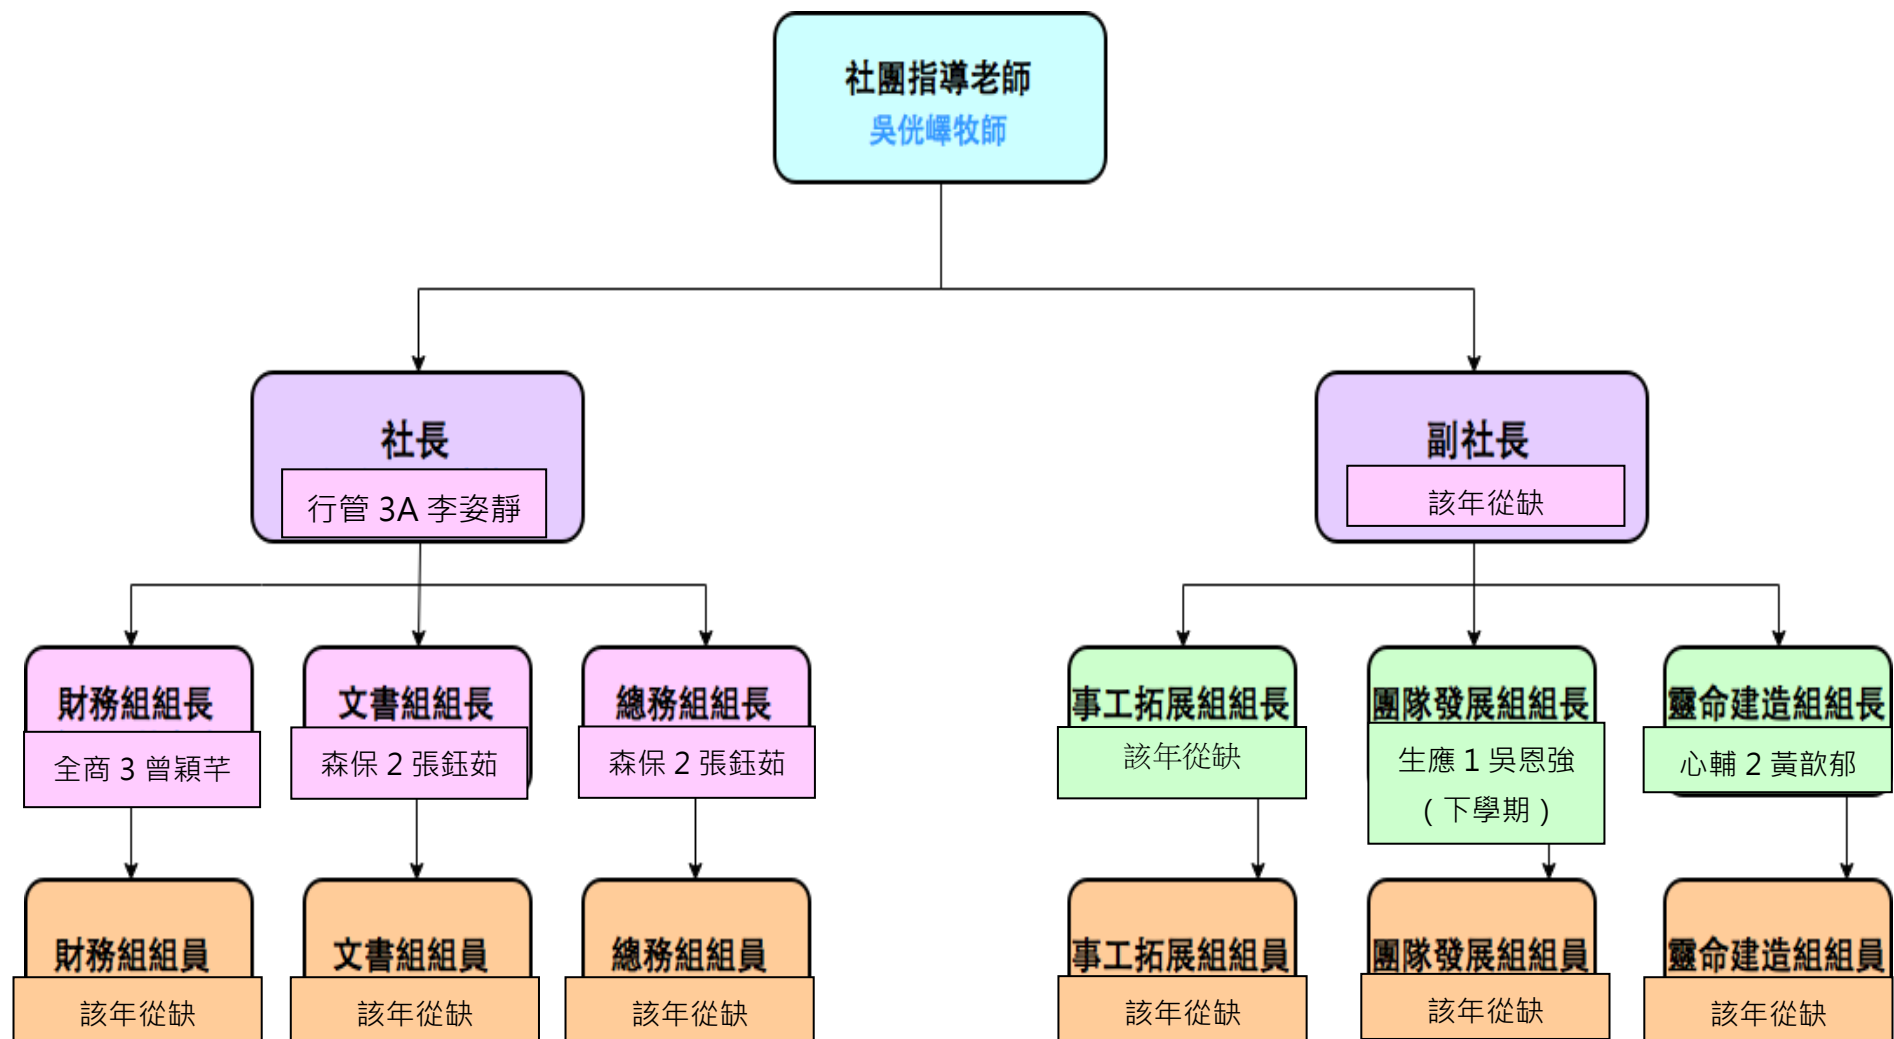 社團指導老師
吳侊嶧牧師
社長
行管 3A 李姿靜
副社長
該年從缺
財務組組長
全商 3 曾穎芊
文書組組長
森保 2 張鈺茹
總務組組長
森保 2 張鈺茹
事工拓展組組長
該年從缺
團隊發展組組長
生應 1 吳恩強
（下學期）
靈命建造組組長
心輔 2 黃歆郁
財務組組員
該年從缺
文書組組員
該年從缺
總務組組員
該年從缺
事工拓展組組員
該年從缺
團隊發展組組員
該年從缺
靈命建造組組員
該年從缺